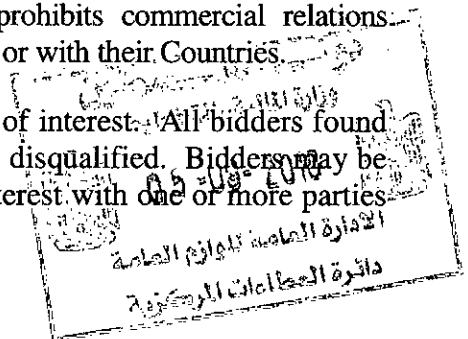 prohibits commercial relations
or with their Countries.
of interest. All bidders found
disqualified. Bidders may be
interest with one or more parties
وزارة المالية
الادارة العامة للوازم العامة
دائرة العطاءات المركزية